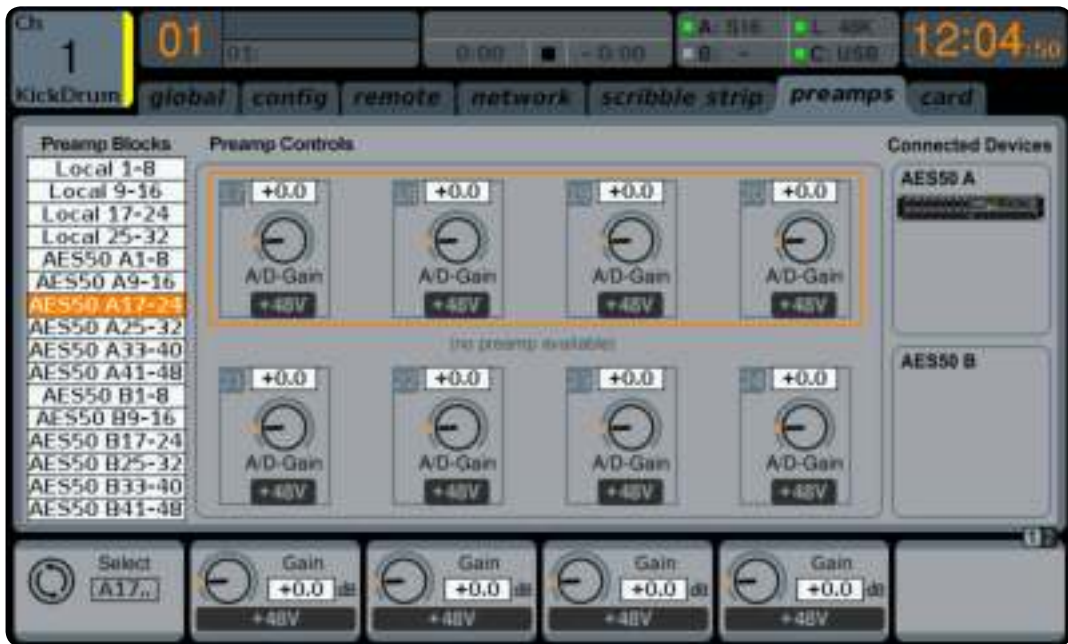 Ch
1
KickDrum
01
01:
0:00
- 0:00
A: S16
B: -
L: 48K
C: USB
12:04:50
global
config
remote
network
scribble strip
preamps
card
Preamp Blocks
Preamp Controls
Connected Devices
Local 1-8
Local 9-16
Local 17-24
Local 25-32
AES50 A1-8
AES50 A9-16
AES50 A17-24
AES50 A25-32
AES50 A33-40
AES50 A41-48
AES50 B1-8
AES50 B9-16
AES50 B17-24
AES50 B25-32
AES50 B33-40
AES50 B41-48
17 +0.0
A/D-Gain
+48V
+0.0
A/D-Gain
+48V
+0.0
A/D-Gain
+48V
+0.0
A/D-Gain
+48V
(no preamp available)
21 +0.0
A/D-Gain
+48V
22 +0.0
A/D-Gain
+48V
+0.0
A/D-Gain
+48V
24 +0.0
A/D-Gain
+48V
AES50 A
AES50 B
1 2
Select
A17..
Gain
+0.0 dB
+48V
Gain
+0.0 dB
+48V
Gain
+0.0 dB
+48V
Gain
+0.0 dB
+48V